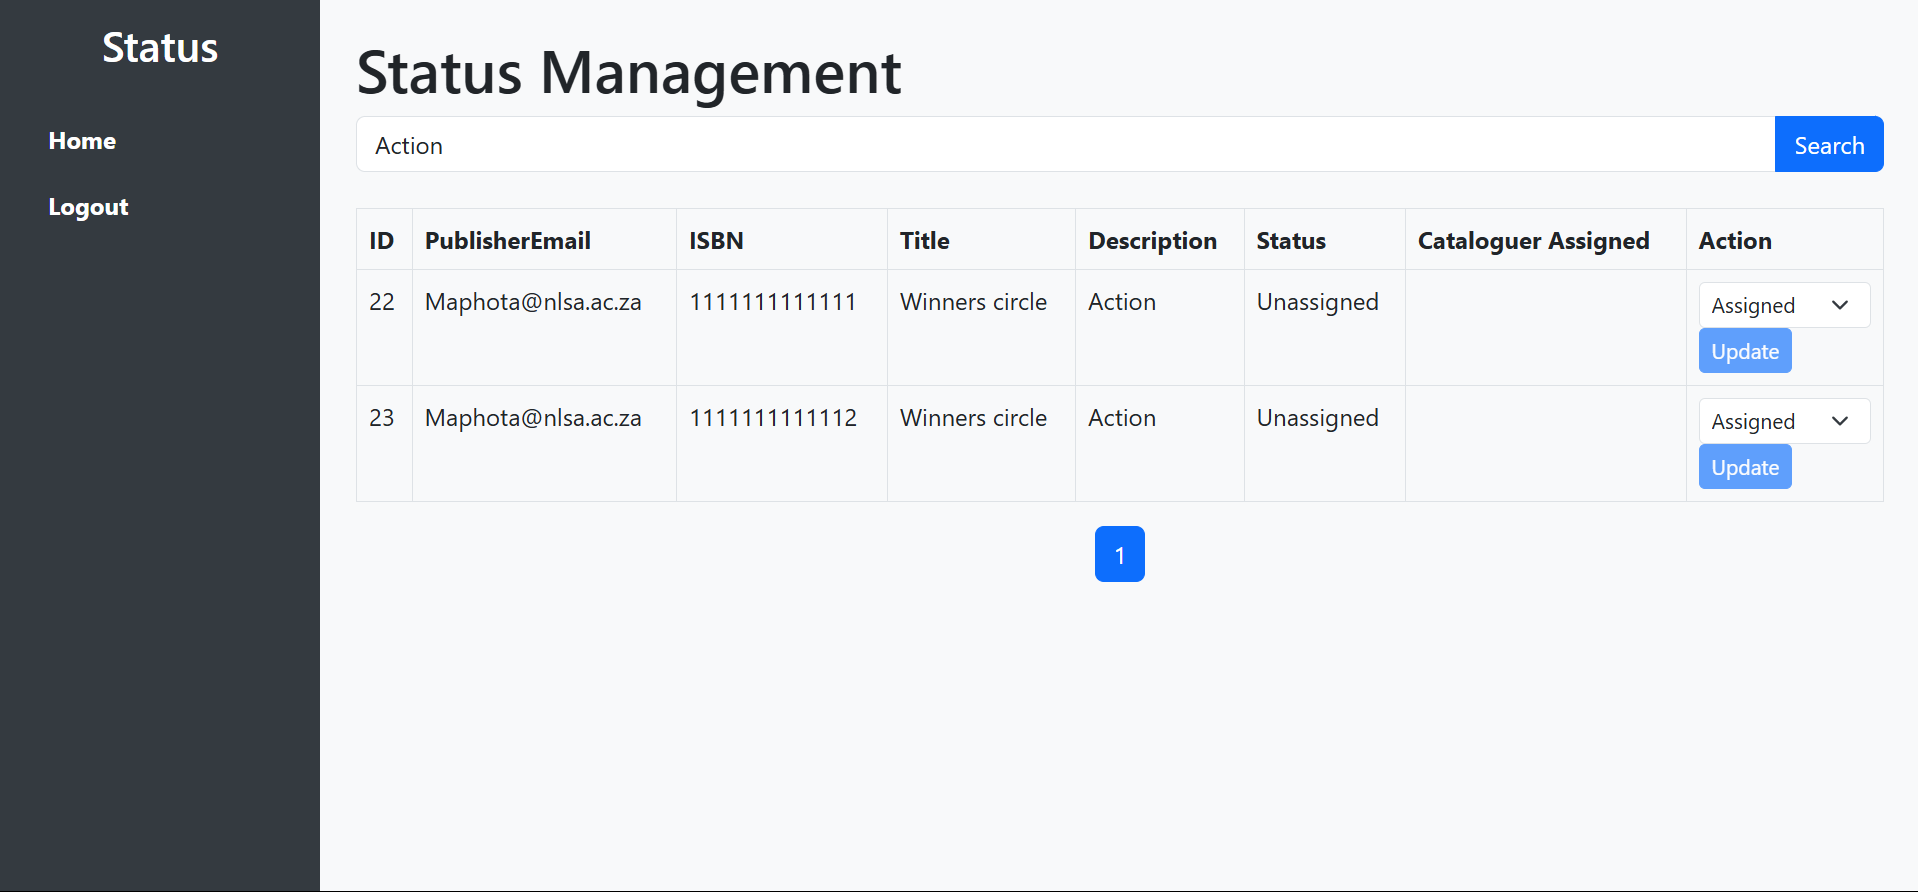 Status
Home
Logout
Status Management
Action
Search
ID PublisherEmail ISBN Title Description Status Cataloguer Assigned Action
22 Maphota@nlsa.ac.za 1111111111111 Winners circle Action Unassigned Assigned
Update
23 Maphota@nlsa.ac.za 1111111111112 Winners circle Action Unassigned Assigned
Update
1